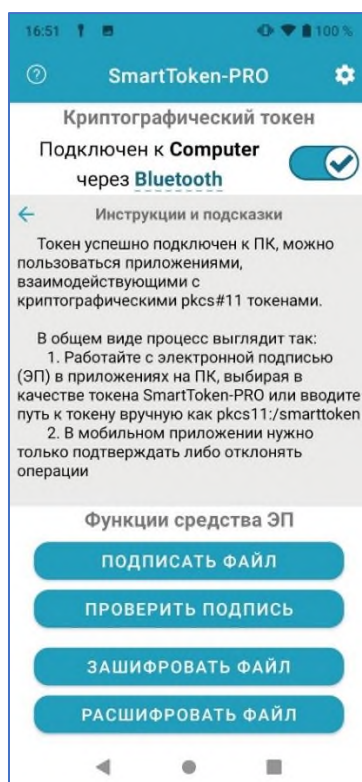 16:51 100 %
SmartToken-PRO
Криптографический токен
Подключен к Computer
через Bluetooth
Инструкции и подсказки
Токен успешно подключен к ПК, можно
пользоваться приложениями,
взаимодействующими с
криптографическими pkcs#11 токенами.
В общем виде процесс выглядит так:
1. Работайте с электронной подписью
(ЭП) в приложениях на ПК, выбирая в
качестве токена SmartToken-PRO или вводите
путь к токену вручную как pkcs11:/smarttoken
2. В мобильном приложении нужно
только подтверждать либо отклонять
операции
Функции средства ЭП
ПОДПИСАТЬ ФАЙЛ
ПРОВЕРИТЬ ПОДПИСЬ
ЗАШИФРОВАТЬ ФАЙЛ
РАСШИФРОВАТЬ ФАЙЛ